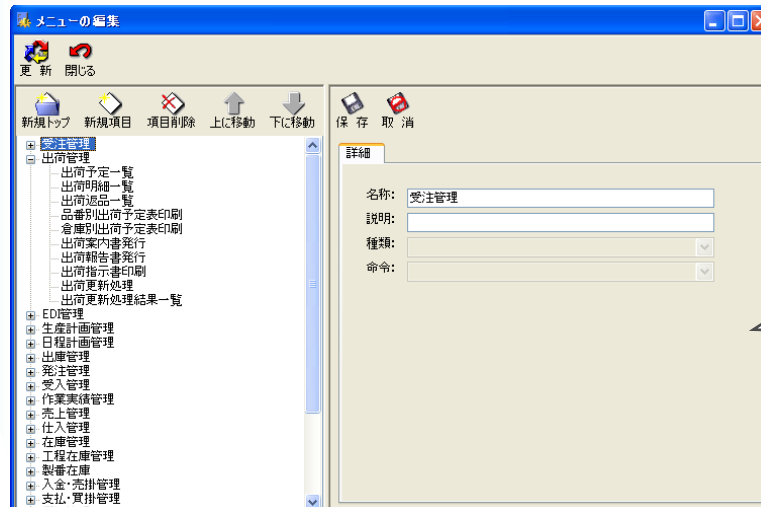 メニューの編集
更 新 閉じる
新規トップ 新規項目 項目削除 上に移動 下に移動
保 存 取 消
受注管理
出荷管理
出荷予定一覧
出荷明細一覧
出荷返品一覧
品番別出荷予定表印刷
倉庫別出荷予定表印刷
出荷案内書発行
出荷報告書発行
出荷指示書印刷
出荷更新処理
出荷更新処理結果一覧
EDI管理
生産計画管理
日程計画管理
出庫管理
発注管理
受入管理
作業実績管理
売上管理
仕入管理
在庫管理
工程在庫管理
製番在庫
入金・売掛管理
支払・買掛管理
詳細
名称: 受注管理
説明:
種類:
命令: